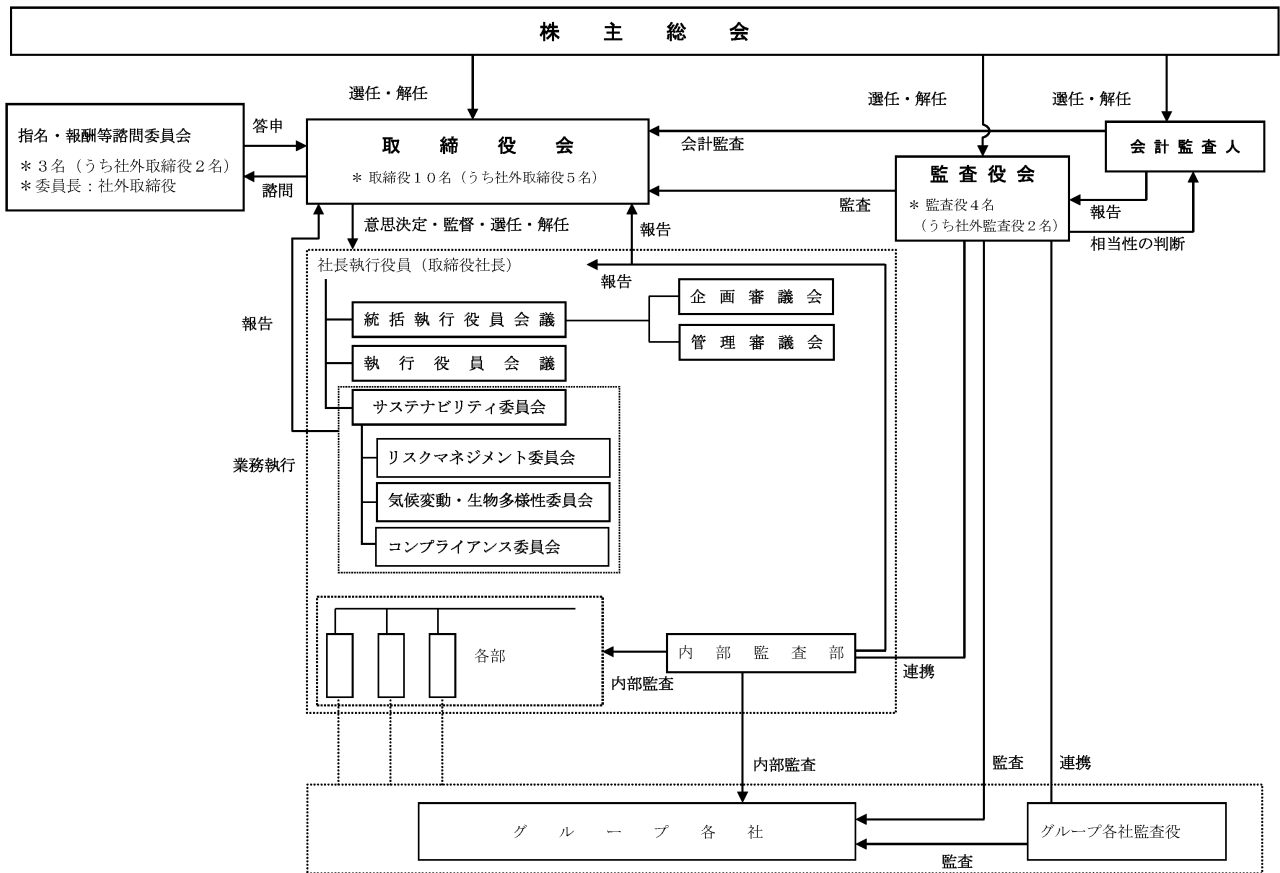 株主総会
選任・解任
選任・解任
選任・解任
指名・報酬等諮問委員会
＊３名（うち社外取締役２名）
＊委員長：社外取締役
答申
諮問
取締役会
＊取締役１０名（うち社外取締役５名）
会計監査
会計監査人
監査役会
＊監査役４名
（うち社外監査役２名）
監査
報告
相当性の判断
意思決定・監督・選任・解任
報告
社長執行役員（取締役社長）
報告
報告
統括執行役員会議
企画審議会
管理審議会
執行役員会議
サステナビリティ委員会
リスクマネジメント委員会
業務執行
気候変動・生物多様性委員会
コンプライアンス委員会
各部
内部監査部
内部監査
連携
内部監査
監査
連携
グループ各社
グループ各社監査役
監査